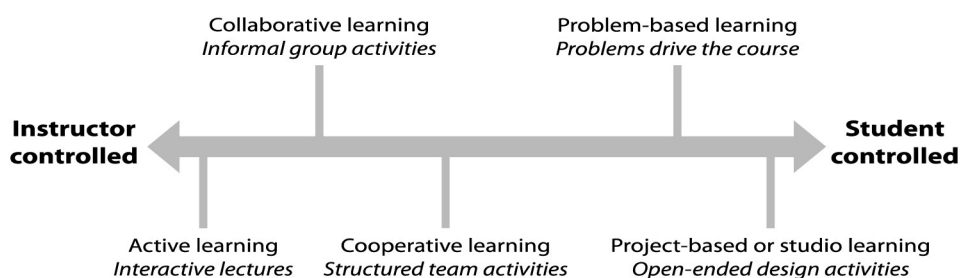 Collaborative learning
Informal group activities
Problem-based learning
Problems drive the course
Instructor
controlled
Student
controlled
Active learning
Interactive lectures
Cooperative learning
Structured team activities
Project-based or studio learning
Open-ended design activities